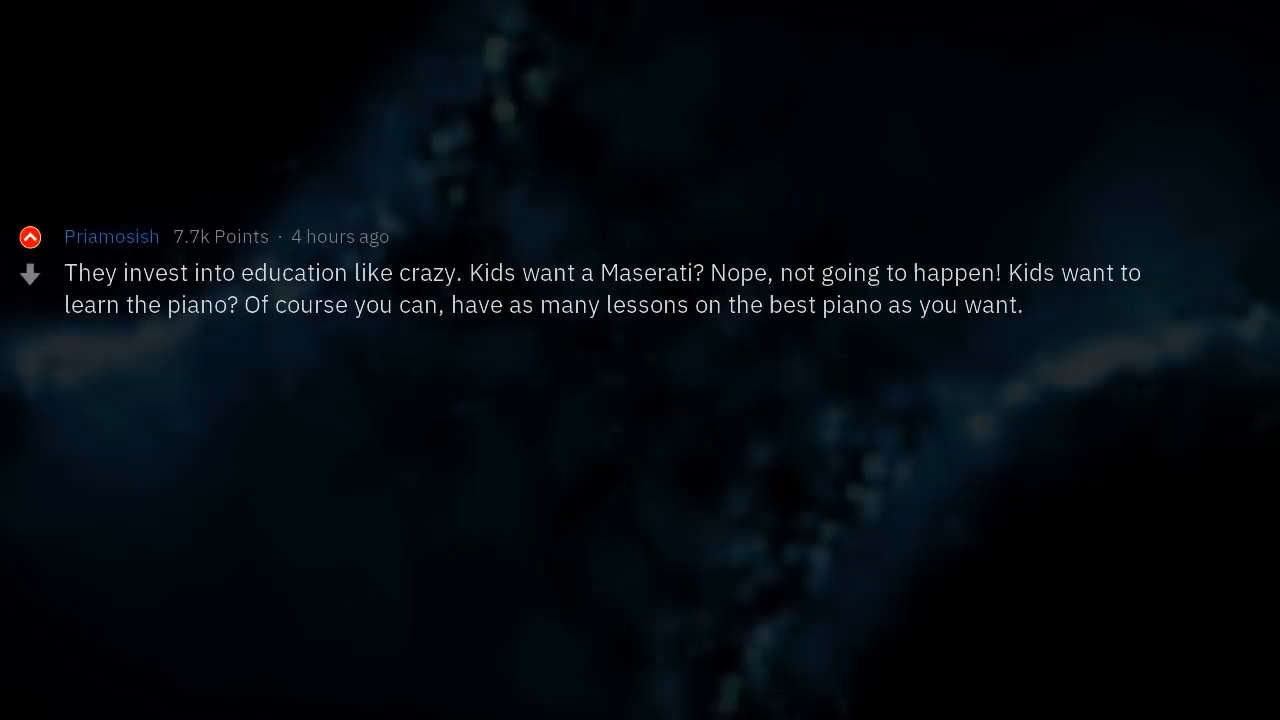 Priamosish 7.7k Points · 4 hours ago
They invest into education like crazy. Kids want a Maserati? Nope, not going to happen! Kids want to
learn the piano? Of course you can, have as many lessons on the best piano as you want.